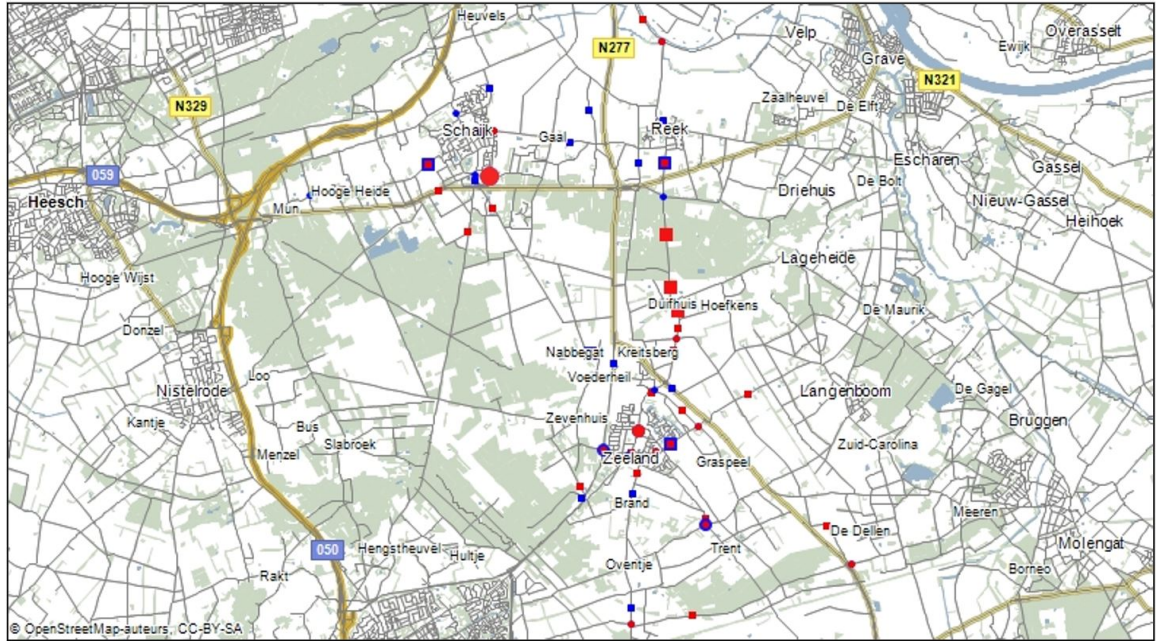 Heuvels
Velp
Overasselt
Ewijk
N277
Grave
N321
Zaalheuvel
De Elft
N329
Schaijk
Gaal
Reek
Escharen
Gassel
059
De Bolt
Hooge Heide
Driehuis
Heesch
Nieuw-Gassel
Mun
Heihoek
Lageheide
Hooge Wijst
Duifhuis
Hoefkens
De Maurik
Donzel
Nabbegat
Kreitsberg
Loo
Voederheil
Nistelrode
Langenboom
De Gagel
Kantje
Zevenhuis
Bruggen
Bus
Slabroek
Zuid-Carolina
Menzel
Zeeland
Graspeel
Brand
Meeren
De Dellen
Hengstheuvel
Trent
Molengat
050
Hultje
Oventje
Rakt
Borneo
© OpenStreetMap-auteurs, CC-BY-SA